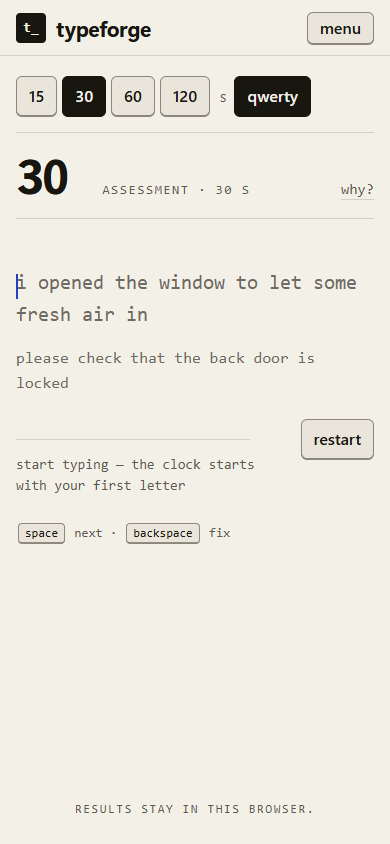 t_ typeforge menu
15 30 60 120 s qwerty
30 ASSESSMENT · 30 S why?
i opened the window to let some
fresh air in
please check that the back door is
locked
restart
start typing — the clock starts
with your first letter
space next · backspace fix
RESULTS STAY IN THIS BROWSER.